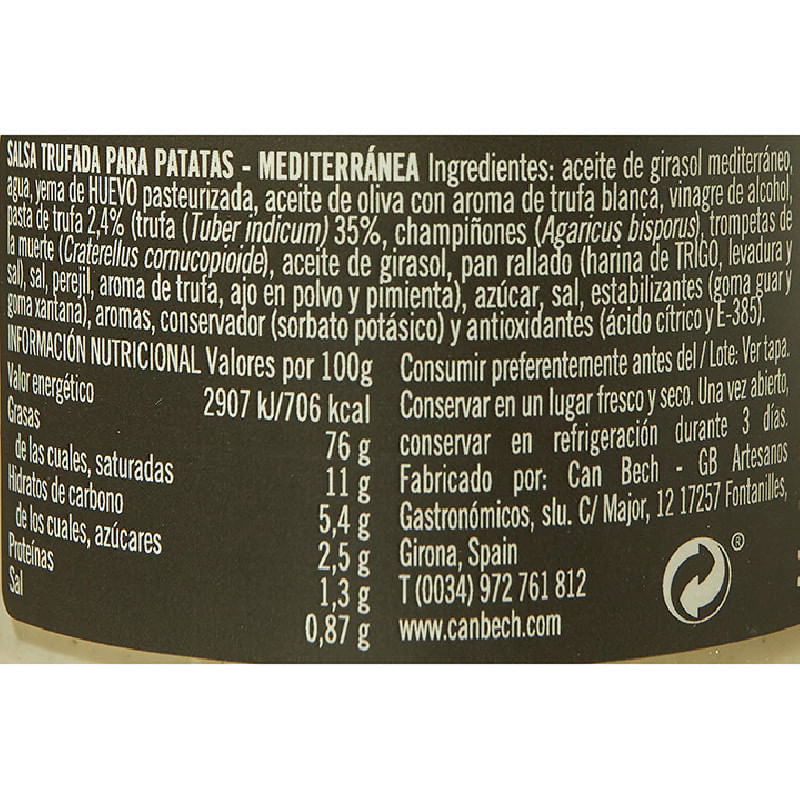 SALSA TRUFADA PARA PATATAS - MEDITERRÁNEA Ingredientes: aceite de girasol mediterráneo,
agua, yema de HUEVO pasteurizada, aceite de oliva con aroma de trufa blanca, vinagre de alcohol,
pasta de trufa 2,4% (trufa (Tuber indicum) 35%, champiñones (Agaricus bisporus), trompetas de
la muerte (Craterellus cornucopioide), aceite de girasol, pan rallado (harina de TRIGO, levadura y
sal), sal, perejil, aroma de trufa, ajo en polvo y pimienta), azúcar, sal, estabilizantes (goma guar y
goma xantana), aromas, conservador (sorbato potásico) y antioxidantes (ácido cítrico y E-385).
INFORMACIÓN NUTRICIONAL Valores por 100g
Valor energético 2907 kJ/706 kcal
Grasas 76 g
de las cuales, saturadas 11 g
Hidratos de carbono 5,4 g
de los cuales, azúcares 2,5 g
Proteínas 1,3 g
Sal 0,87 g
Consumir preferentemente antes del / Lote: Ver tapa.
Conservar en un lugar fresco y seco. Una vez abierto,
conservar en refrigeración durante 3 días.
Fabricado por: Can Bech - GB Artesanos
Gastronómicos, slu. C/ Major, 12 17257 Fontanilles,
Girona, Spain
T (0034) 972 761 812
www.canbech.com
®